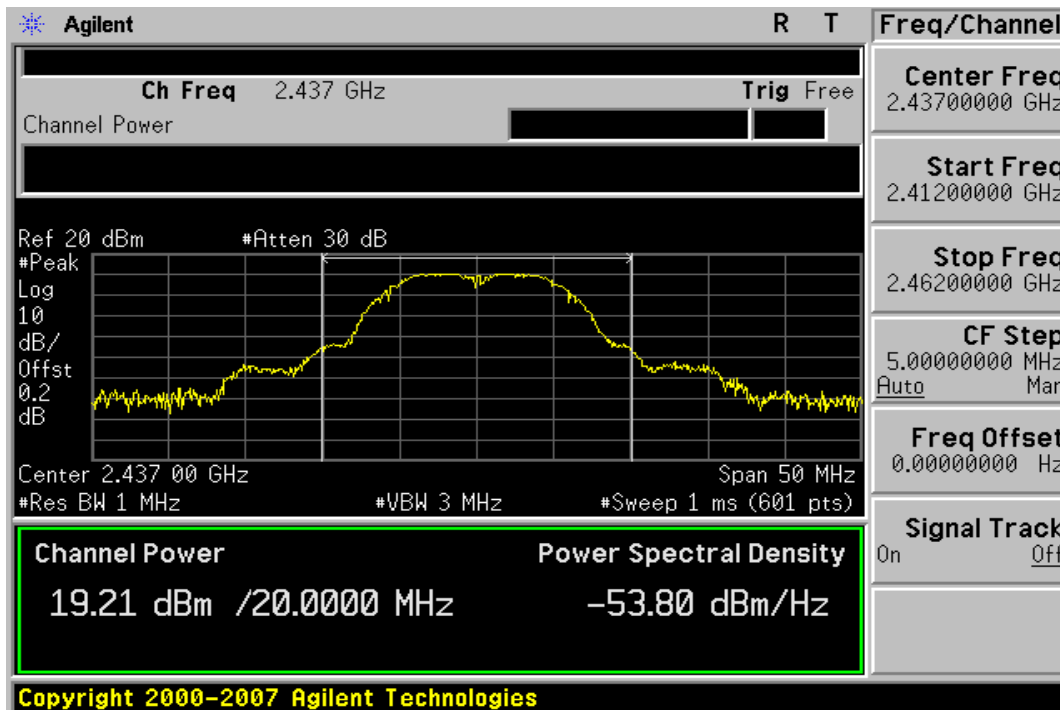 Agilent R T
Ch Freq 2.437 GHz Trig Free
Channel Power
Ref 20 dBm #Atten 30 dB
#Peak
Log
10
dB/
Offst
0.2
dB
Center 2.437 00 GHz Span 50 MHz
#Res BW 1 MHz #VBW 3 MHz #Sweep 1 ms (601 pts)
Channel Power Power Spectral Density
19.21 dBm /20.0000 MHz -53.80 dBm/Hz
Copyright 2000-2007 Agilent Technologies
Freq/Channel
Center Freq
2.43700000 GHz
Start Freq
2.41200000 GHz
Stop Freq
2.46200000 GHz
CF Step
5.00000000 MHz
Auto Man
Freq Offset
0.00000000 Hz
Signal Track
On Off